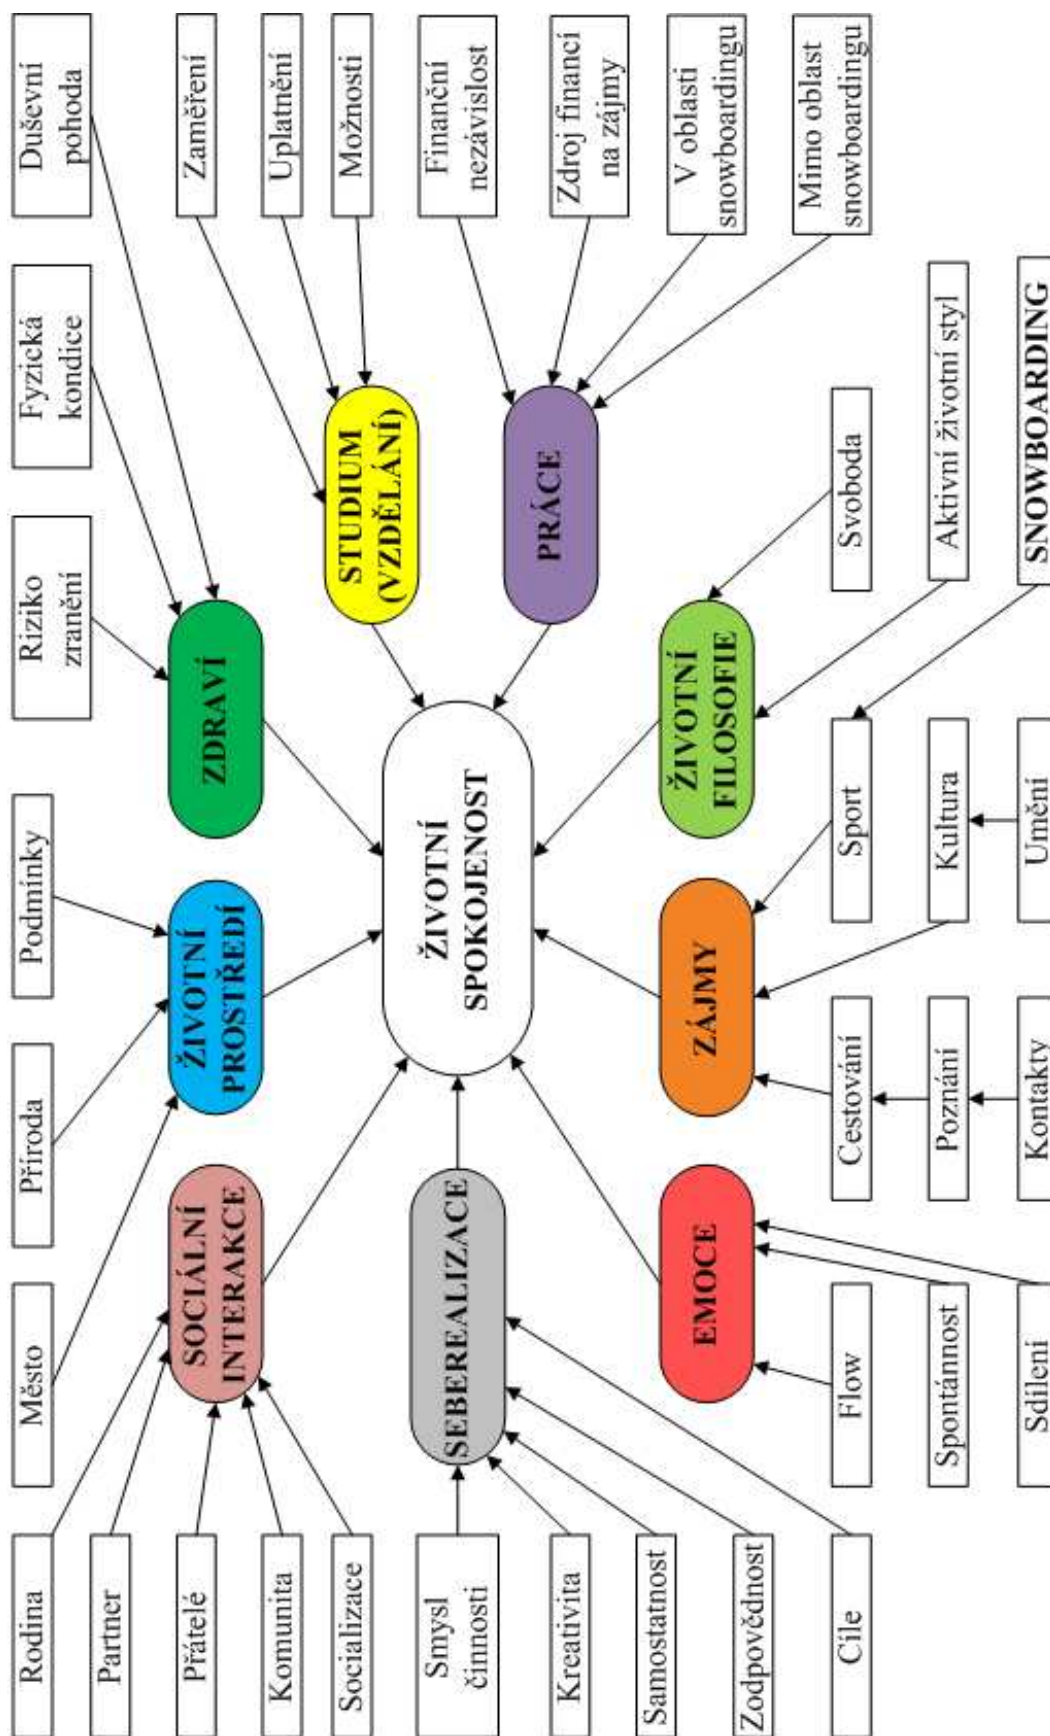 Rodina
Město
Příroda
Podmínky
Riziko
zranění
Fyzická
kondice
Duševní
pohoda
Partner
Přátelé
Komunita
Socializace
SOCIÁLNÍ
INTERAKCE
ŽIVOTNÍ
PROSTŘEDÍ
ZDRAVÍ
Zaměření
Uplatnění
Možnosti
STUDIUM
(VZDĚLÁNÍ)
Smysl
činnosti
Kreativita
Samostatnost
Zodpovědnost
Cíle
SEBEREALIZACE
ŽIVOTNÍ
SPOKOJENOST
PRÁCE
Finanční
nezávislost
Zdroj financí
na zájmy
V oblasti
snowboardingu
Mimo oblast
snowboardingu
EMOCE
ZÁJMY
ŽIVOTNÍ
FILOSOFIE
Flow
Cestování
Sport
Svoboda
Spontánnost
Poznání
Kultura
Aktivní životní styl
Sdílení
Kontakty
Umění
SNOWBOARDING